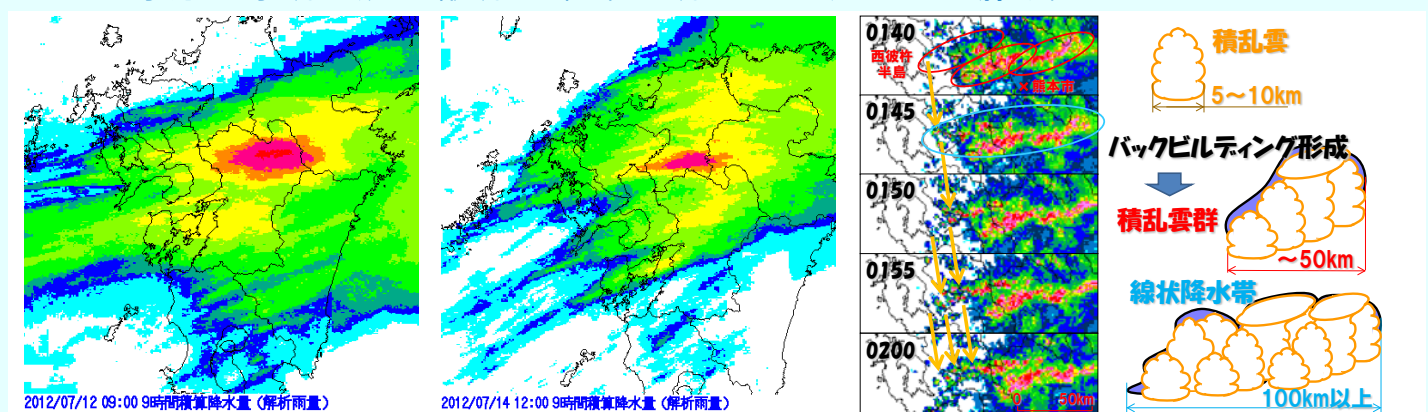 2012/07/12 09:00 9時間積算降水量（解析雨量）
2012/07/14 12:00 9時間積算降水量（解析雨量）
0140
西彼杵
半島
×熊本市
0145
0150
0155
0200
0 50km
積乱雲
5～10km
バックビルディング形成
積乱雲群
～50km
線状降水帯
100km以上